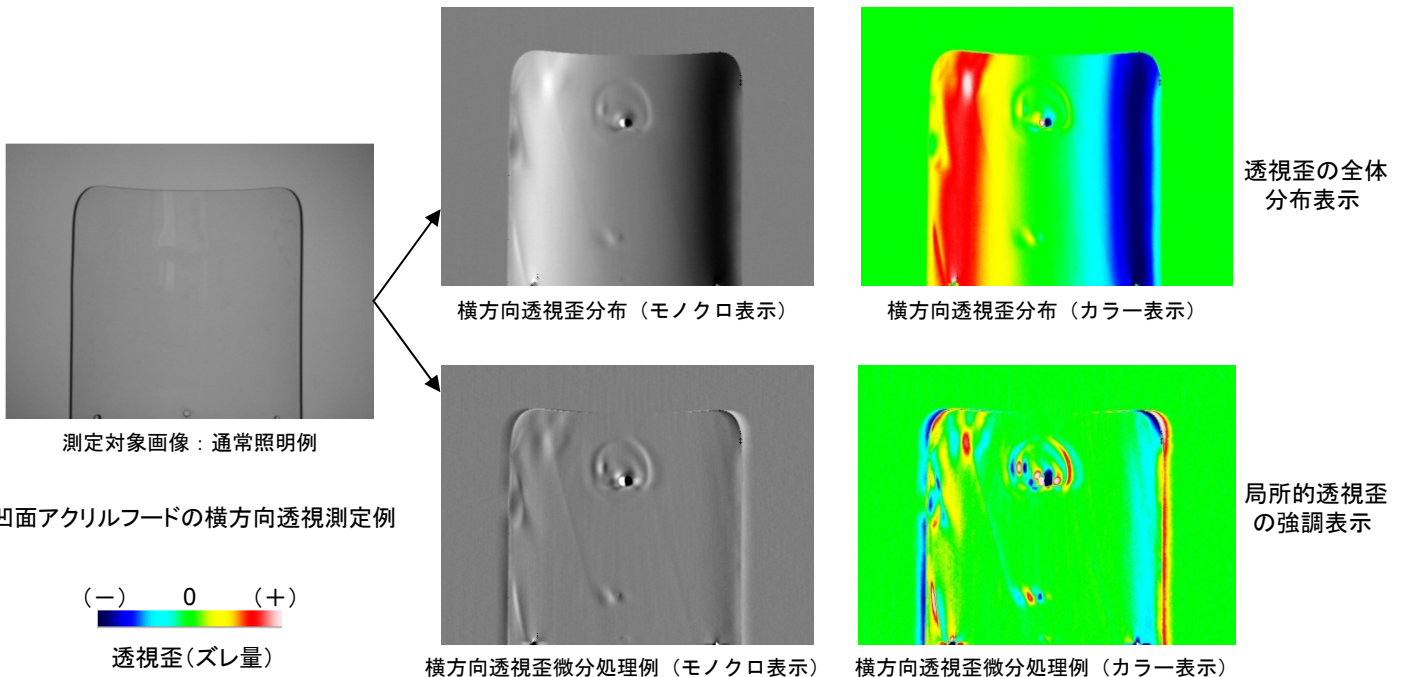 透視歪の全体
分布表示
横方向透視歪分布（モノクロ表示）
横方向透視歪分布（カラー表示）
測定対象画像：通常照明例
凹面アクリルフードの横方向透視測定例
局所的透視歪
の強調表示
（－）　0　（＋）
透視歪（ズレ量）
横方向透視歪微分処理例（モノクロ表示）
横方向透視歪微分処理例（カラー表示）